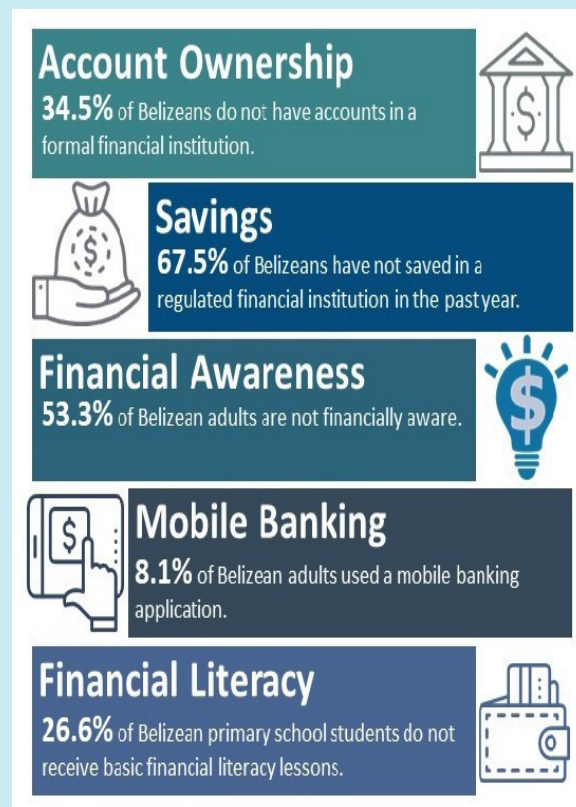 Account Ownership
34.5% of Belizeans do not have accounts in a
formal financial institution.
$
Savings
67.5% of Belizeans have not saved in a
regulated financial institution in the past year.
$
Financial Awareness
53.3% of Belizean adults are not financially aware.
$
Mobile Banking
8.1% of Belizean adults used a mobile banking
application.
$
Financial Literacy
26.6% of Belizean primary school students do not
receive basic financial literacy lessons.